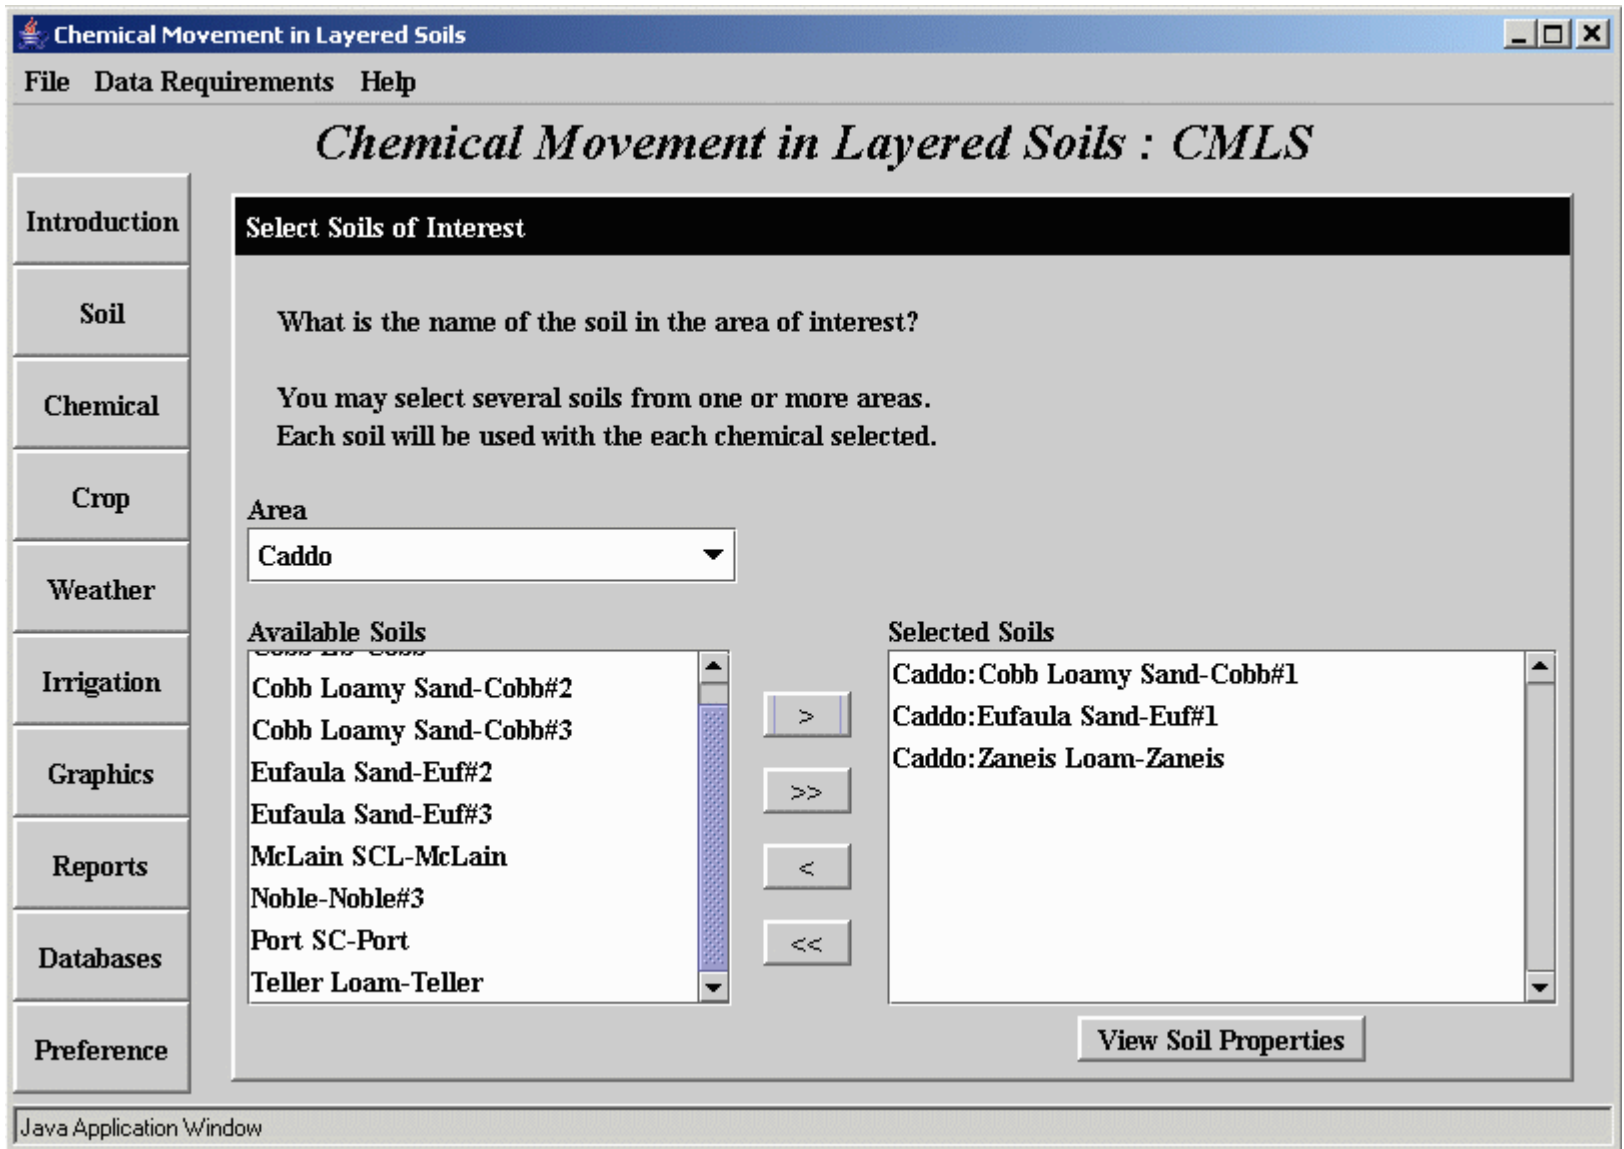 Chemical Movement in Layered Soils
File Data Requirements Help
Chemical Movement in Layered Soils : CMLS
Introduction
Soil
Chemical
Crop
Weather
Irrigation
Graphics
Reports
Databases
Preference
Select Soils of Interest
What is the name of the soil in the area of interest?
You may select several soils from one or more areas.
Each soil will be used with the each chemical selected.
Area
Caddo
Available Soils
Cobb Loamy Sand-Cobb#2
Cobb Loamy Sand-Cobb#3
Eufaula Sand-Euf#2
Eufaula Sand-Euf#3
McLain SCL-McLain
Noble-Noble#3
Port SC-Port
Teller Loam-Teller
>
>>
<
<<
Selected Soils
Caddo:Cobb Loamy Sand-Cobb#1
Caddo:Eufaula Sand-Euf#1
Caddo:Zaneis Loam-Zaneis
View Soil Properties
Java Application Window